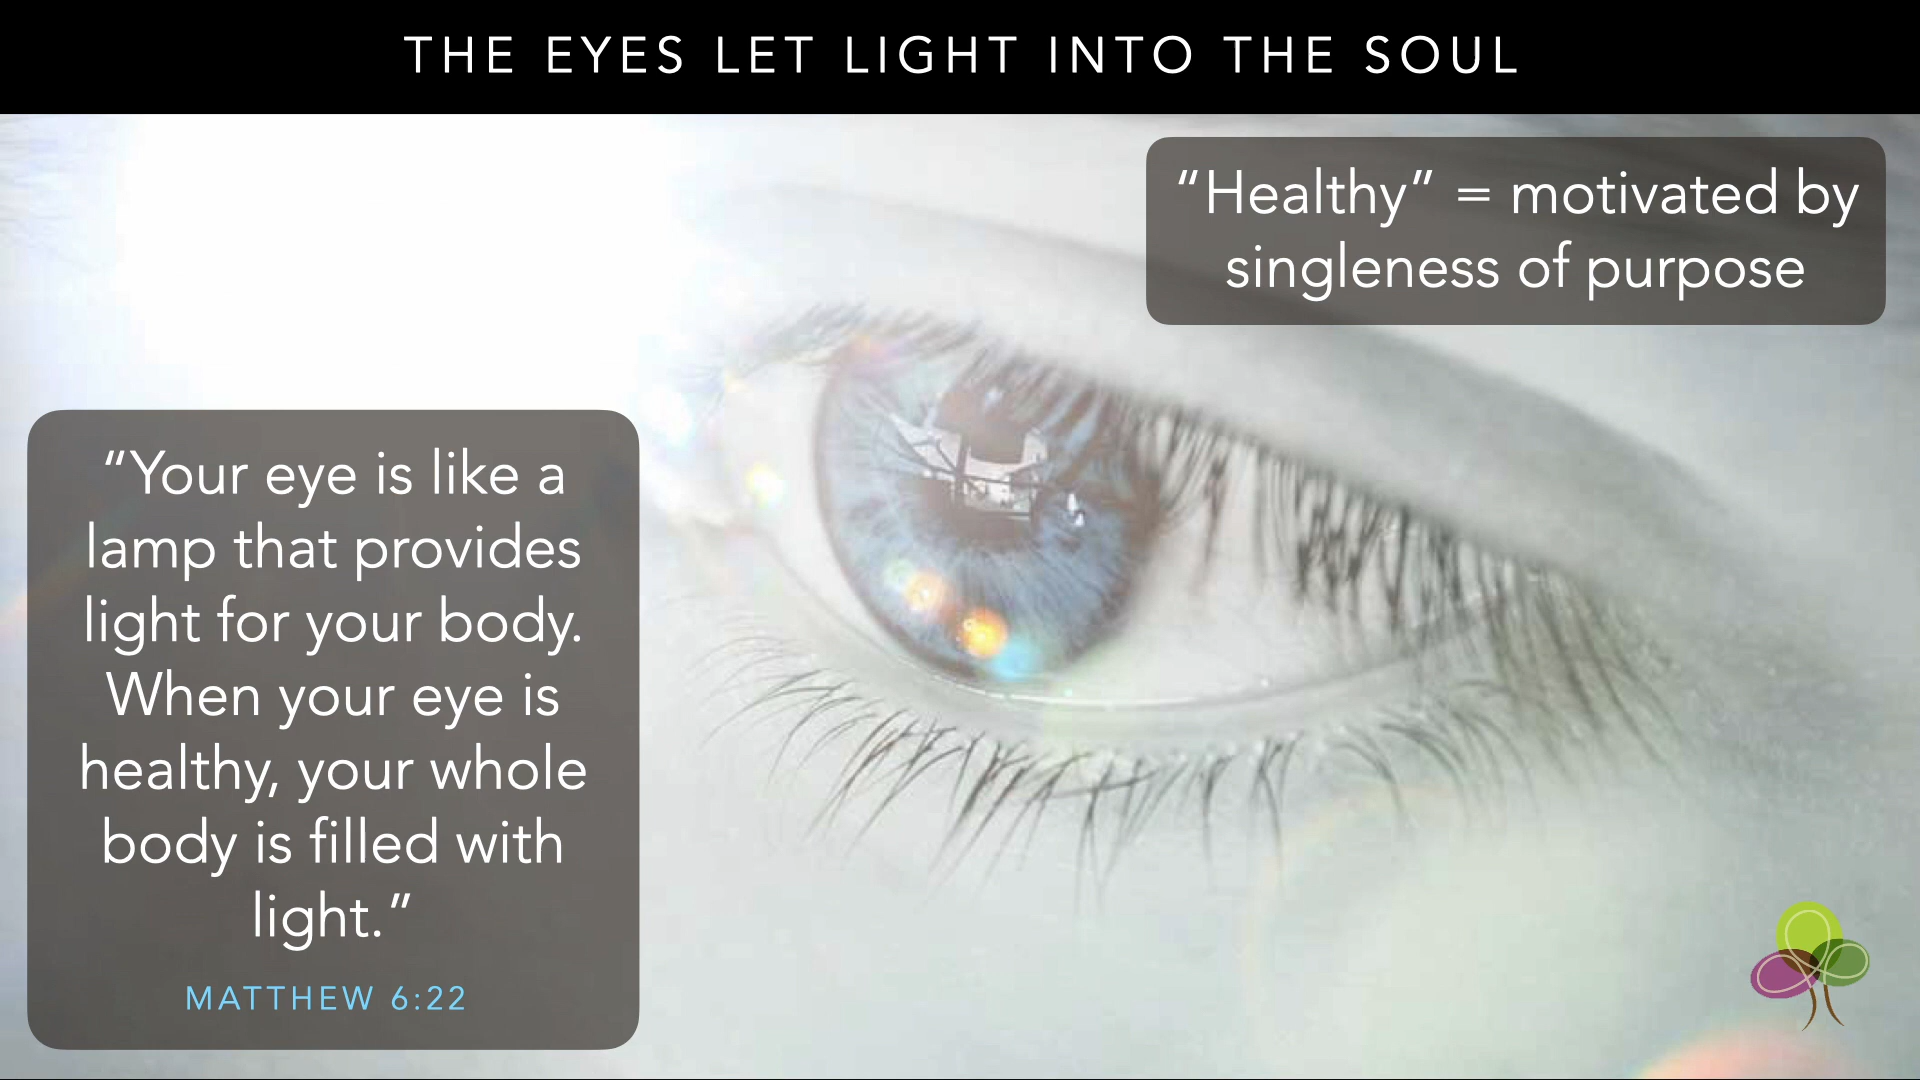 THE EYES LET LIGHT INTO THE SOUL
“Healthy” = motivated by
singleness of purpose
“Your eye is like a
lamp that provides
light for your body.
When your eye is
healthy, your whole
body is filled with
light.”
MATTHEW 6:22